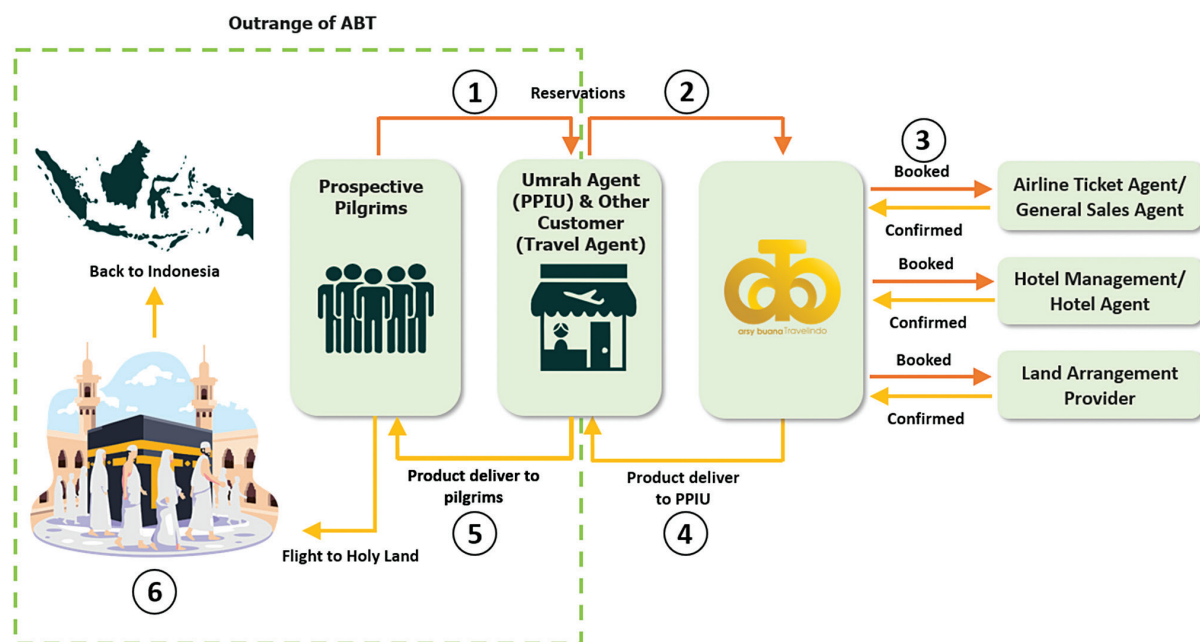 Outrange of ABT
1
Reservations
2
3
Prospective
Pilgrims
Umrah Agent
(PPIU) & Other
Customer
(Travel Agent)
arsy buana Travelindo
Booked
Confirmed
Airline Ticket Agent/
General Sales Agent
Booked
Confirmed
Hotel Management/
Hotel Agent
Booked
Confirmed
Land Arrangement
Provider
Back to Indonesia
Product deliver to
pilgrims
5
Product deliver
to PPIU
4
Flight to Holy Land
6